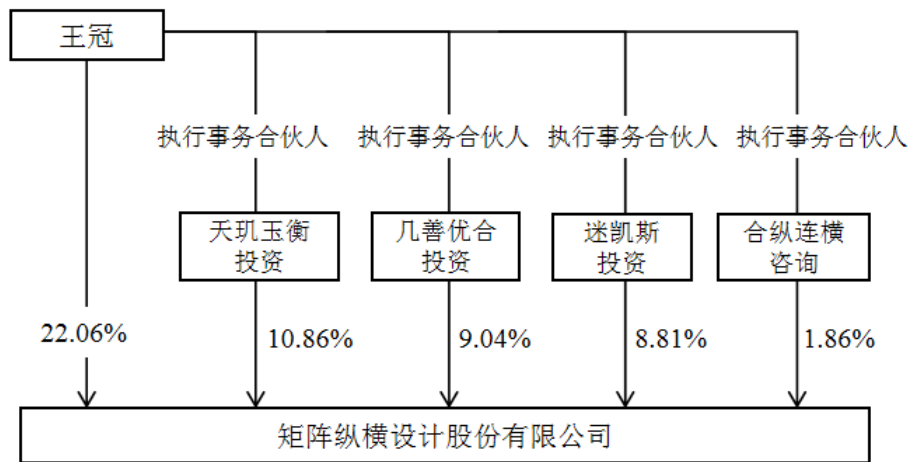 王冠
执行事务合伙人
执行事务合伙人
执行事务合伙人
执行事务合伙人
天玑玉衡
投资
几善优合
投资
迷凯斯
投资
合纵连横
咨询
22.06%
10.86%
9.04%
8.81%
1.86%
矩阵纵横设计股份有限公司